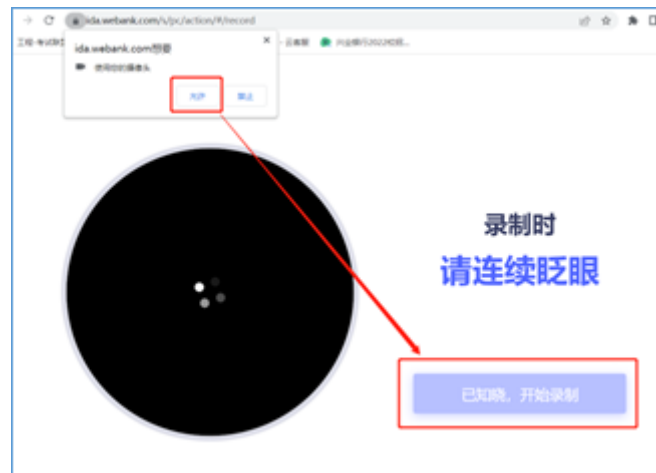 ida.webank.com/s/pc/action/#/record
ida.webank.com想要
使用您的摄像头
允许
禁止
录制时
请连续眨眼
已知晓，开始录制